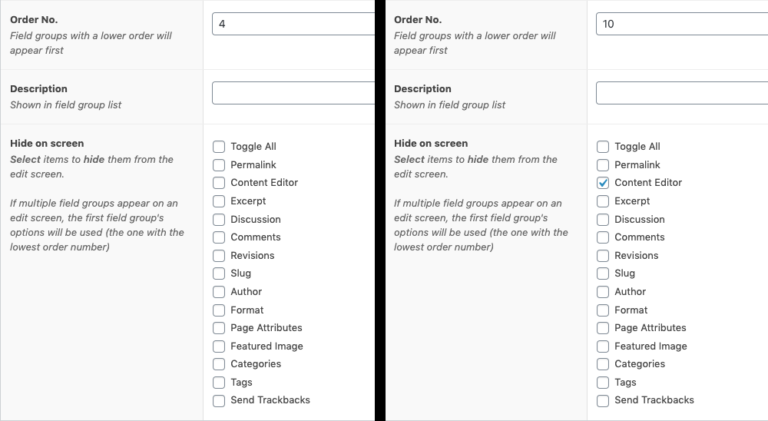 Order No.
Field groups with a lower order will
appear first
4
Description
Shown in field group list
Hide on screen
Select items to hide them from the
edit screen.
If multiple field groups appear on an
edit screen, the first field group's
options will be used (the one with the
lowest order number)
Toggle All
Permalink
Content Editor
Excerpt
Discussion
Comments
Revisions
Slug
Author
Format
Page Attributes
Featured Image
Categories
Tags
Send Trackbacks
Order No.
Field groups with a lower order will
appear first
10
Description
Shown in field group list
Hide on screen
Select items to hide them from the
edit screen.
If multiple field groups appear on an
edit screen, the first field group's
options will be used (the one with the
lowest order number)
Toggle All
Permalink
Content Editor
Excerpt
Discussion
Comments
Revisions
Slug
Author
Format
Page Attributes
Featured Image
Categories
Tags
Send Trackbacks